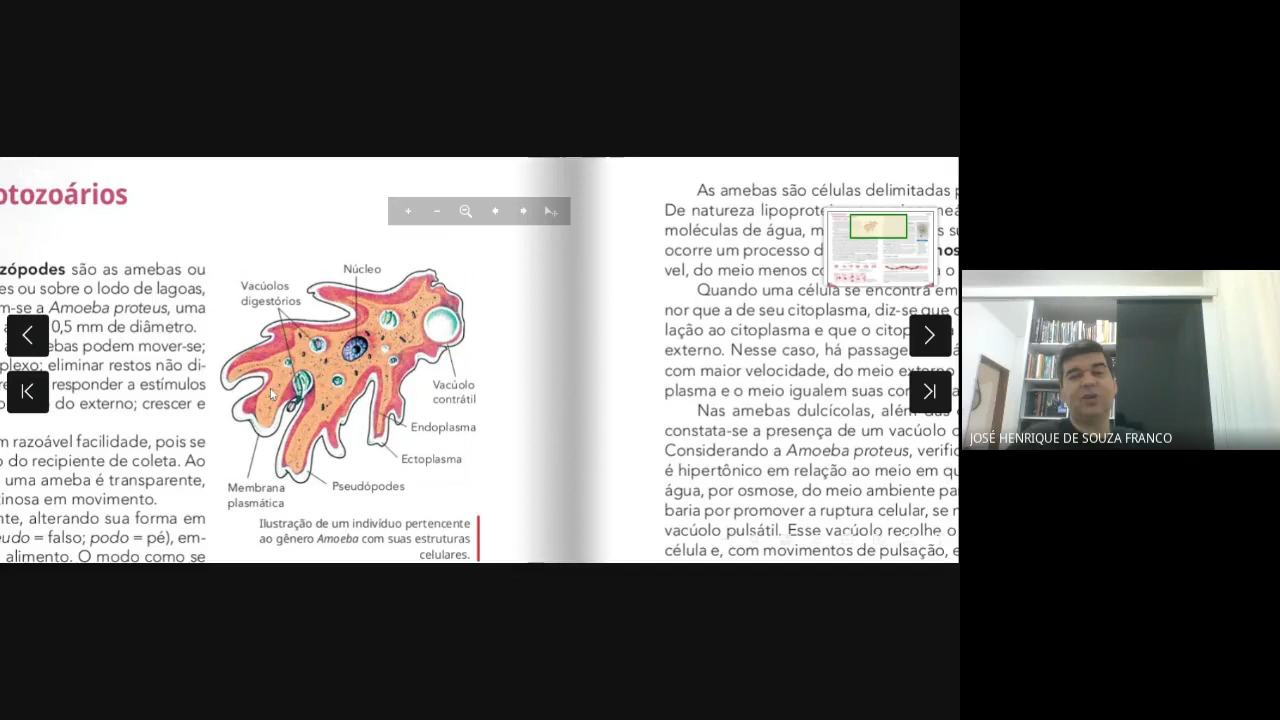 otozoários
zópodes são as amebas ou
es ou sobre o lodo de lagoas,
m-se a Amoeba proteus, uma
0,5 mm de diâmetro.
ebas podem mover-se;
plexo; eliminar restos não di-
responder a estímulos
do externo; crescer e
m razoável facilidade, pois se
o do recipiente de coleta. Ao
uma ameba é transparente,
tinosa em movimento.
nte, alterando sua forma em
eudo = falso; podo = pé), em-
alimento. O modo como se
Núcleo
Vacúolos
digestórios
Vacúolo
contrátil
Endoplasma
Ectoplasma
Pseudópodes
Membrana
plasmática
Ilustração de um indivíduo pertencente
ao gênero Amoeba com suas estruturas
celulares.
As amebas são células delimitadas p
De natureza lipoprote
moléculas de água, m
ocorre um processo d
vel, do meio menos co
Quando uma célula se encontra em
nor que a de seu citoplasma, diz-se que o
lação ao citoplasma e que o citop
externo. Nesse caso, há passage
com maior velocidade, do meio externo
plasma e o meio igualem suas con
Nas amebas dulcícolas, além das
constata-se a presença de um vacúolo c
Considerando a Amoeba proteus, verific
é hipertônico em relação ao meio em qu
água, por osmose, do meio ambiente pa
baria por promover a ruptura celular, se n
vacúolo pulsátil. Esse vacúolo recolhe o
célula e, com movimentos de pulsação, e
JOSÉ HENRIQUE DE SOUZA FRANCO